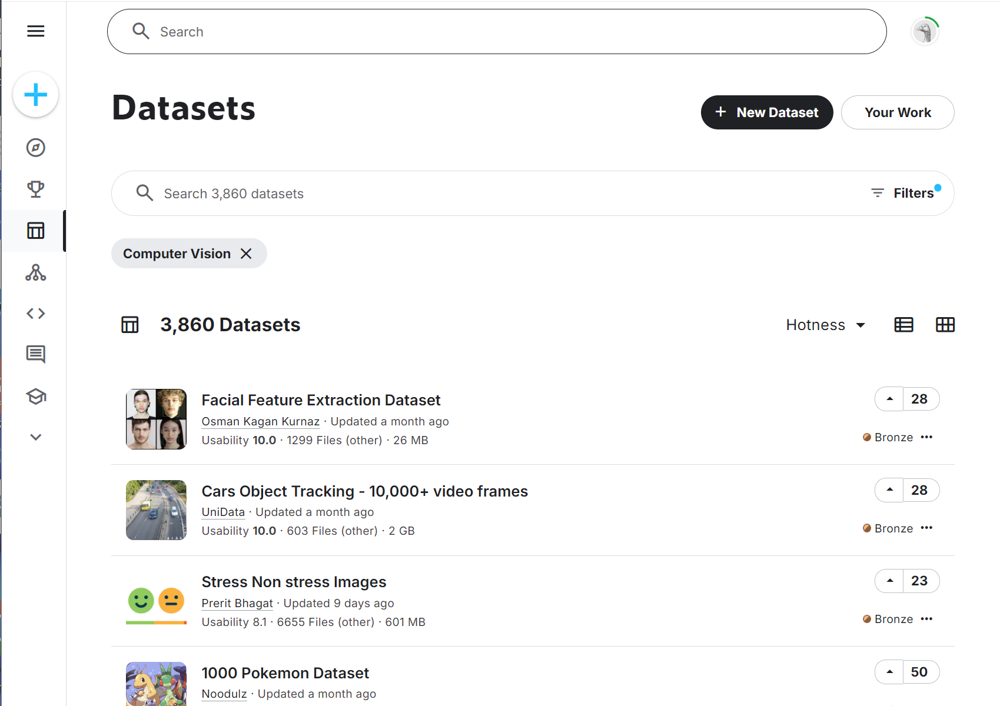 Search
Datasets
+ New Dataset
Your Work
Search 3,860 datasets
Filters
Computer Vision
3,860 Datasets
Hotness
Facial Feature Extraction Dataset
28
Osman Kagan Kurnaz · Updated a month ago
Usability 10.0 · 1299 Files (other) · 26 MB
Bronze
Cars Object Tracking - 10,000+ video frames
28
UniData · Updated a month ago
Usability 10.0 · 603 Files (other) · 2 GB
Bronze
Stress Non stress Images
23
Prerit Bhagat · Updated 9 days ago
Usability 8.1 · 6655 Files (other) · 601 MB
Bronze
1000 Pokemon Dataset
50
Noodulz · Updated a month ago